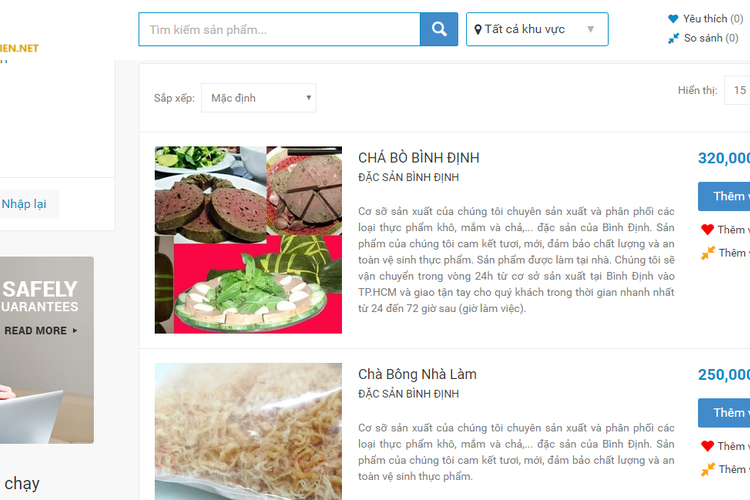 IEN.NET
Tìm kiếm sản phẩm...
Tất cả khu vực
Yêu thích (0)
So sánh (0)
Sắp xếp:
Mặc định
Hiển thị:
15
Nhập lại
SAFELY
UARANTEES
READ MORE
chạy
CHÁ BÒ BÌNH ĐỊNH
ĐẶC SẢN BÌNH ĐỊNH
Cơ sỡ sản xuất của chúng tôi chuyên sản xuất và phân phối các
loại thực phẩm khô, mắm và chả,... đặc sản của Bình Định. Sản
phẩm của chúng tôi cam kết tươi, mới, đảm bảo chất lượng và an
toàn vệ sinh thực phẩm. Sản phẩm được làm tại nhà. Chúng tôi sẽ
vận chuyển trong vòng 24h từ cơ sở sản xuất tại Bình Định vào
TP.HCM và giao tận tay cho quý khách trong thời gian nhanh nhất
từ 24 đến 72 giờ sau (giờ làm việc).
320,000
Thêm v
Thêm v
Thêm v
Chà Bông Nhà Làm
ĐẶC SẢN BÌNH ĐỊNH
Cơ sỡ sản xuất của chúng tôi chuyên sản xuất và phân phối các
loại thực phẩm khô, mắm và chả,... đặc sản của Bình Định. Sản
phẩm của chúng tôi cam kết tươi, mới, đảm bảo chất lượng và an
toàn vệ sinh thực phẩm.
250,000
Thêm v
Thêm v
Thêm v